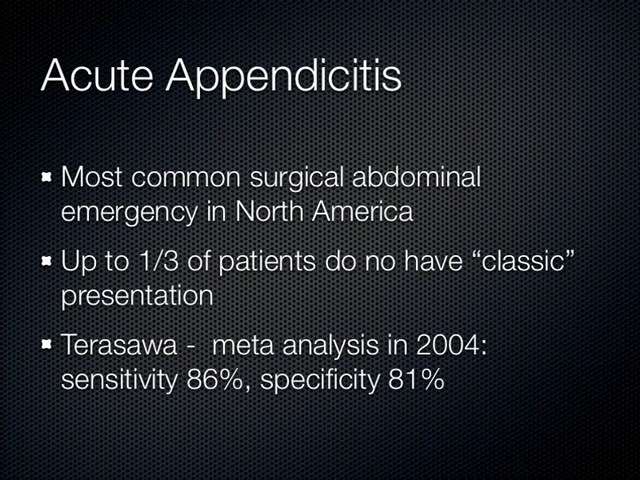 Acute Appendicitis
Most common surgical abdominal
emergency in North America
Up to 1/3 of patients do no have “classic”
presentation
Terasawa -  meta analysis in 2004:
sensitivity 86%, specificity 81%